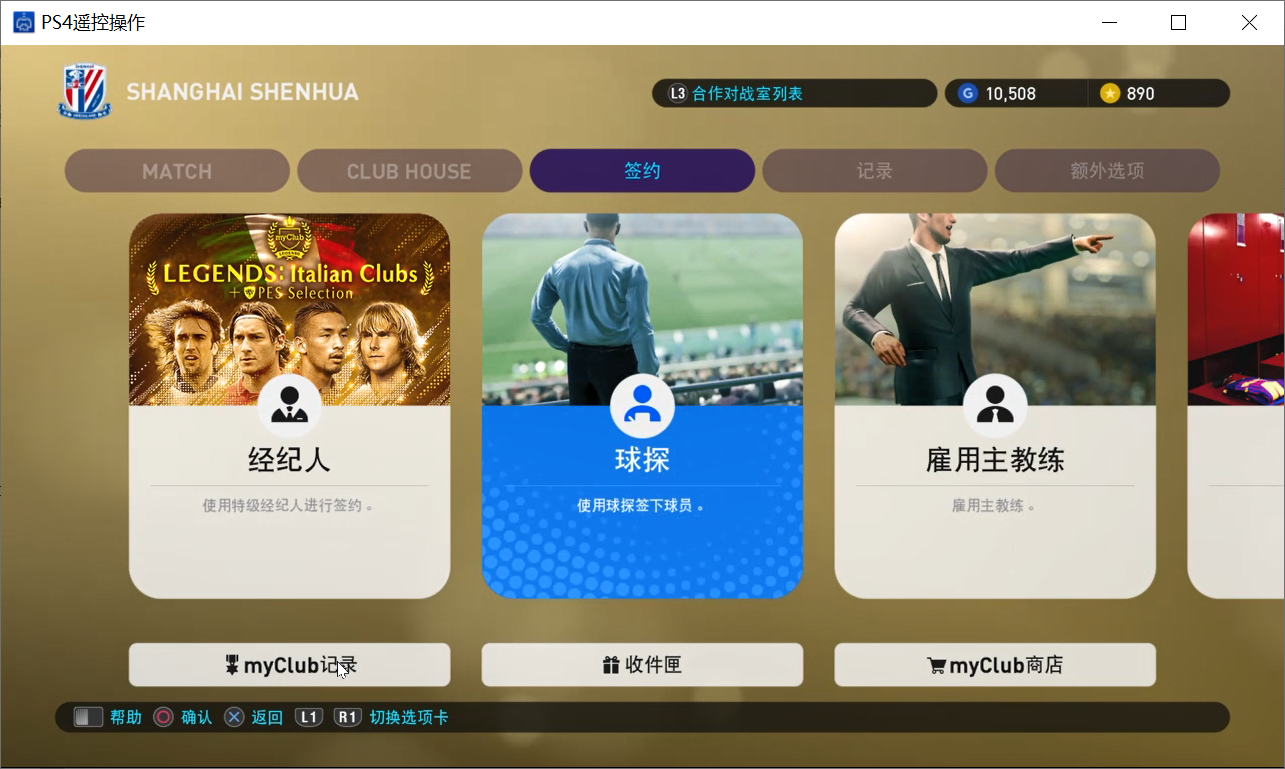 PS4遥控操作
SHANGHAI SHENHUA
L3 合作对战室列表
G 10,508
890
MATCH
CLUB HOUSE
签约
记录
额外选项
myClub
LEGENDS: Italian Clubs
+ PES Selection
经纪人
使用特级经纪人进行签约。
球探
使用球探签下球员。
雇用主教练
雇用主教练。
myClub记录
收件匣
myClub商店
帮助 确认 返回 L1 R1 切换选项卡